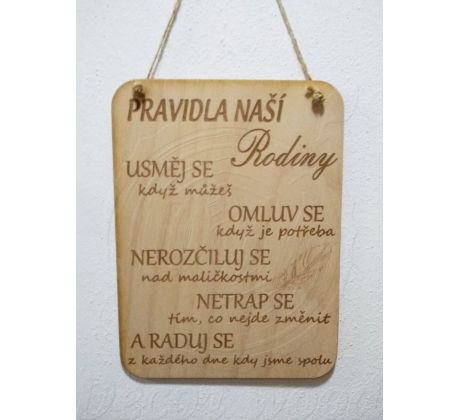 PRAVIDLA NAŠÍ
Rodiny
USMĚJ SE
když můžeš
OMLUV SE
když je potřeba
NEROZČILUJ SE
nad maličkostmi
NETRAP SE
tím, co nejde změnit
A RADUJ SE
z každého dne kdy jsme spolu